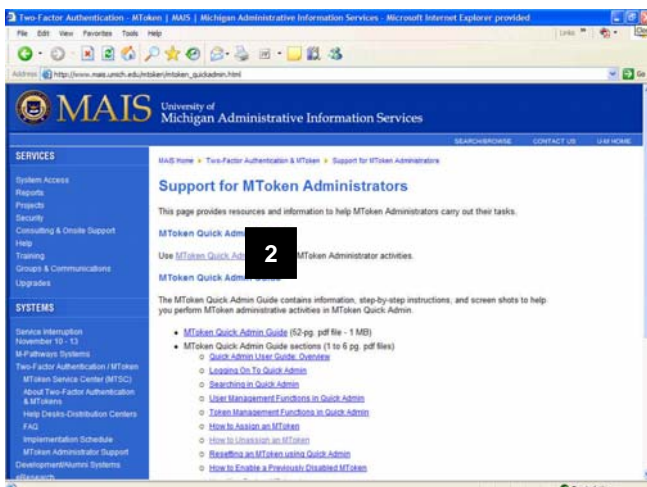 Two-Factor Authentication - MToken | MAIS | Michigan Administrative Information Services - Microsoft Internet Explorer provided
File Edit View Favorites Tools Help
Links
Address http://www.mais.umich.edu/mtoken/mtoken_quickadmin.html Go
MAIS University of
Michigan Administrative Information Services
SEARCH/BROWSE CONTACT US U-M HOME
SERVICES
System Access
Reports
Projects
Security
Consulting & Onsite Support
Help
Training
Groups & Communications
Upgrades
SYSTEMS
Service Interruption
November 10 - 13
M-Pathways Systems
Two-Factor Authentication / MToken
MToken Service Center (MTSC)
About Two-Factor Authentication
& MTokens
Help Desks-Distribution Centers
FAQ
Implementation Schedule
MToken Administrator Support
Development/Alumni Systems
eResearch
MAIS Home Two-Factor Authentication & MToken Support for MToken Administrators
Support for MToken Administrators
This page provides resources and information to help MToken Administrators carry out their tasks.
MToken Quick Adm
2
Use MToken Quick Adm MToken Administrator activities.
MToken Quick Admin Guide
The MToken Quick Admin Guide contains information, step-by-step instructions, and screen shots to help
you perform MToken administrative activities in MToken Quick Admin.
• MToken Quick Admin Guide (52-pg. pdf file - 1 MB)
• MToken Quick Admin Guide sections (1 to 6 pg. pdf files)
o Quick Admin User Guide: Overview
o Logging On To Quick Admin
o Searching in Quick Admin
o User Management Functions in Quick Admin
o Token Management Functions in Quick Admin
o How to Assign an MToken
o How to Unassign an MToken
o Resetting an MToken using Quick Admin
o How to Enable a Previously Disabled MToken